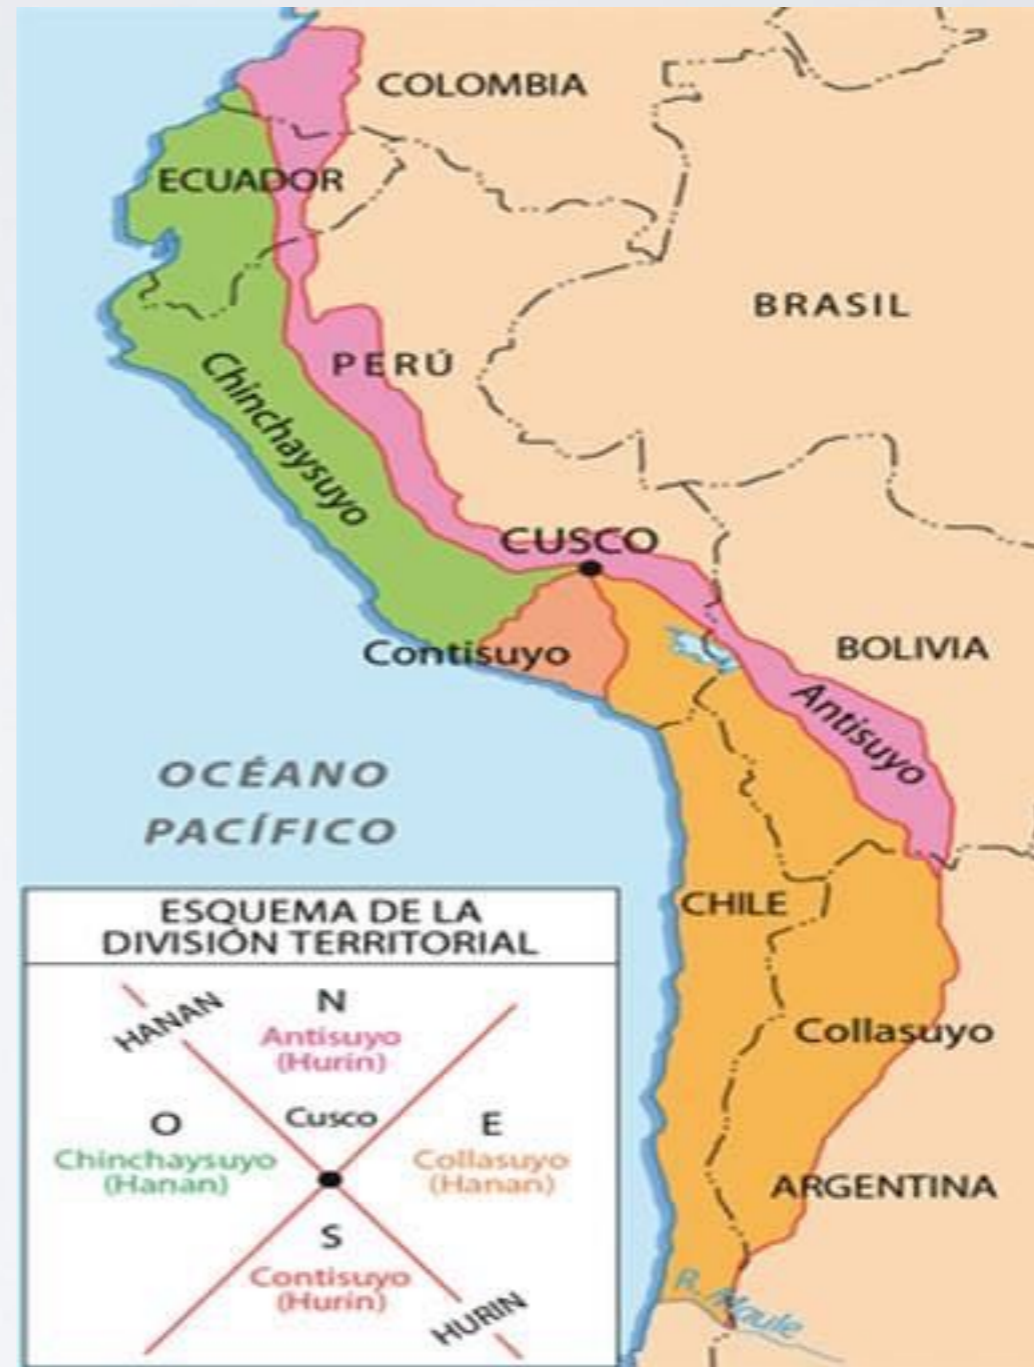 COLOMBIA
ECUADOR
BRASIL
PERÚ
Chinchaysuyo
CUSCO
Contisuyo
BOLIVIA
Antisuyo
OCÉANO
PACÍFICO
CHILE
Collasuyo
ARGENTINA
R. Maule
ESQUEMA DE LA
DIVISIÓN TERRITORIAL
HANAN
N
Antisuyo
(Hurin)
Cusco
O
Chinchaysuyo
(Hanan)
E
Collasuyo
(Hanan)
S
Contisuyo
(Hurin)
HURIN